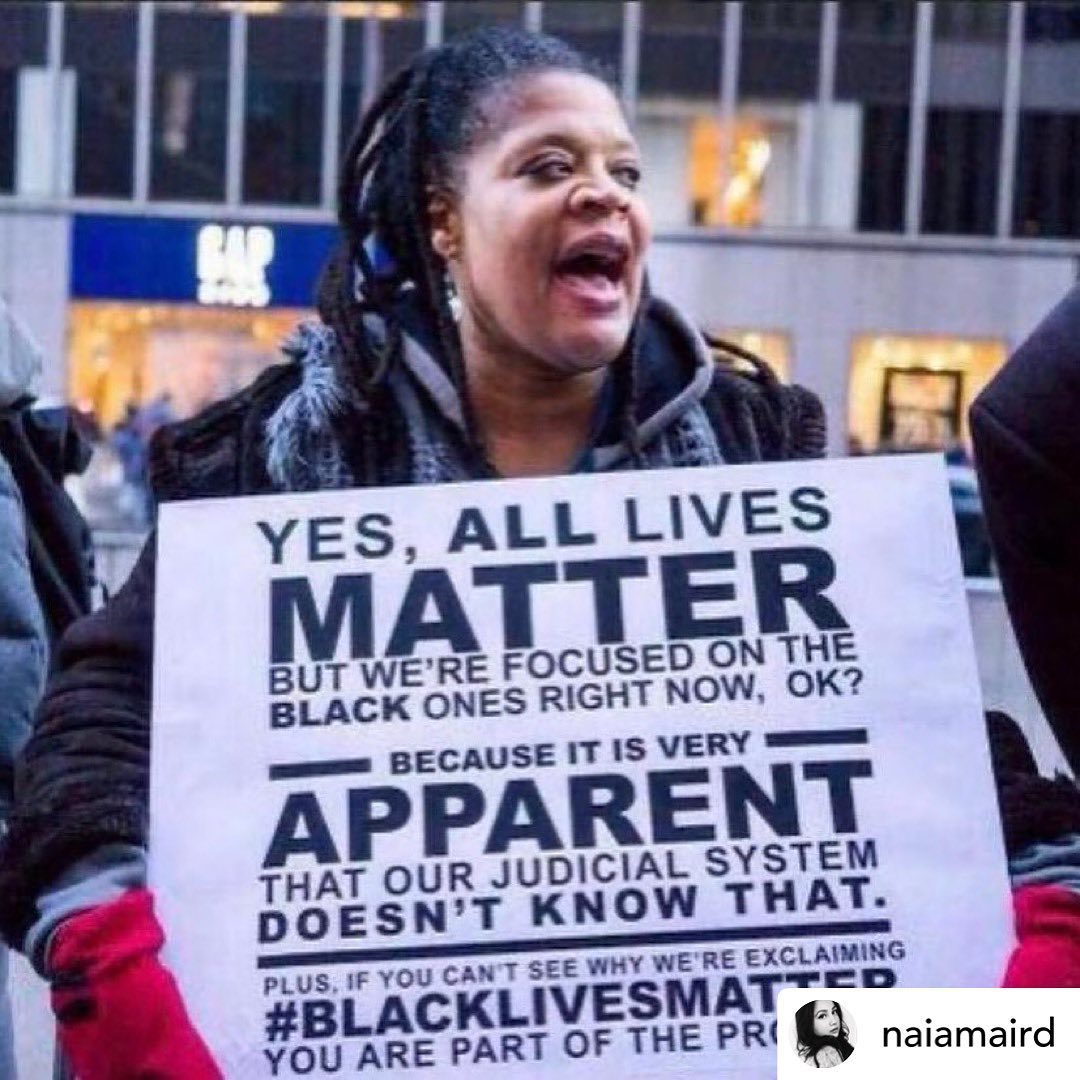 GAP
YES, ALL LIVES
MATTER
BUT WE'RE FOCUSED ON THE
BLACK ONES RIGHT NOW, OK?
BECAUSE IT IS VERY
APPARENT
THAT OUR JUDICIAL SYSTEM
DOESN'T KNOW THAT.
PLUS, IF YOU CAN'T SEE WHY WE'RE EXCLAIMING
#BLACKLIVESMATTER
YOU ARE PART OF THE
naiamaird